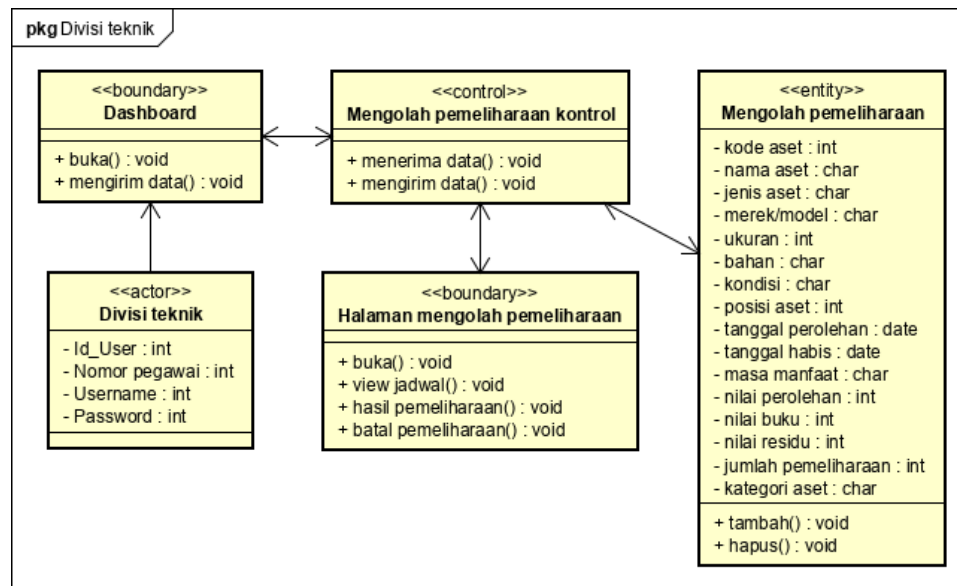 pkg Divisi teknik
<<boundary>>
Dashboard
+ buka() : void
+ mengirim data() : void
<<control>>
Mengolah pemeliharaan kontrol
+ menerima data() : void
+ mengirim data() : void
<<entity>>
Mengolah pemeliharaan
- kode aset : int
- nama aset : char
- jenis aset : char
- merek/model : char
- ukuran : int
- bahan : char
- kondisi : char
- posisi aset : int
- tanggal perolehan : date
- tanggal habis : date
- masa manfaat : char
- nilai perolehan : int
- nilai buku : int
- nilai residu : int
- jumlah pemeliharaan : int
- kategori aset : char
+ tambah() : void
+ hapus() : void
<<actor>>
Divisi teknik
- Id_User : int
- Nomor pegawai : int
- Username : int
- Password : int
<<boundary>>
Halaman mengolah pemeliharaan
+ buka() : void
+ view jadwal() : void
+ hasil pemeliharaan() : void
+ batal pemeliharaan() : void